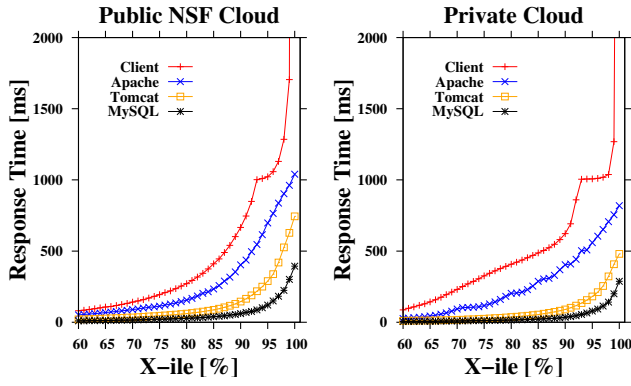 Public NSF Cloud
Response Time [ms]
2000
1500
1000
500
0
Client
Apache
Tomcat
MySQL
60 65 70 75 80 85 90 95 100
X-ile [%]
Private Cloud
Response Time [ms]
2000
1500
1000
500
0
Client
Apache
Tomcat
MySQL
60 65 70 75 80 85 90 95 100
X-ile [%]